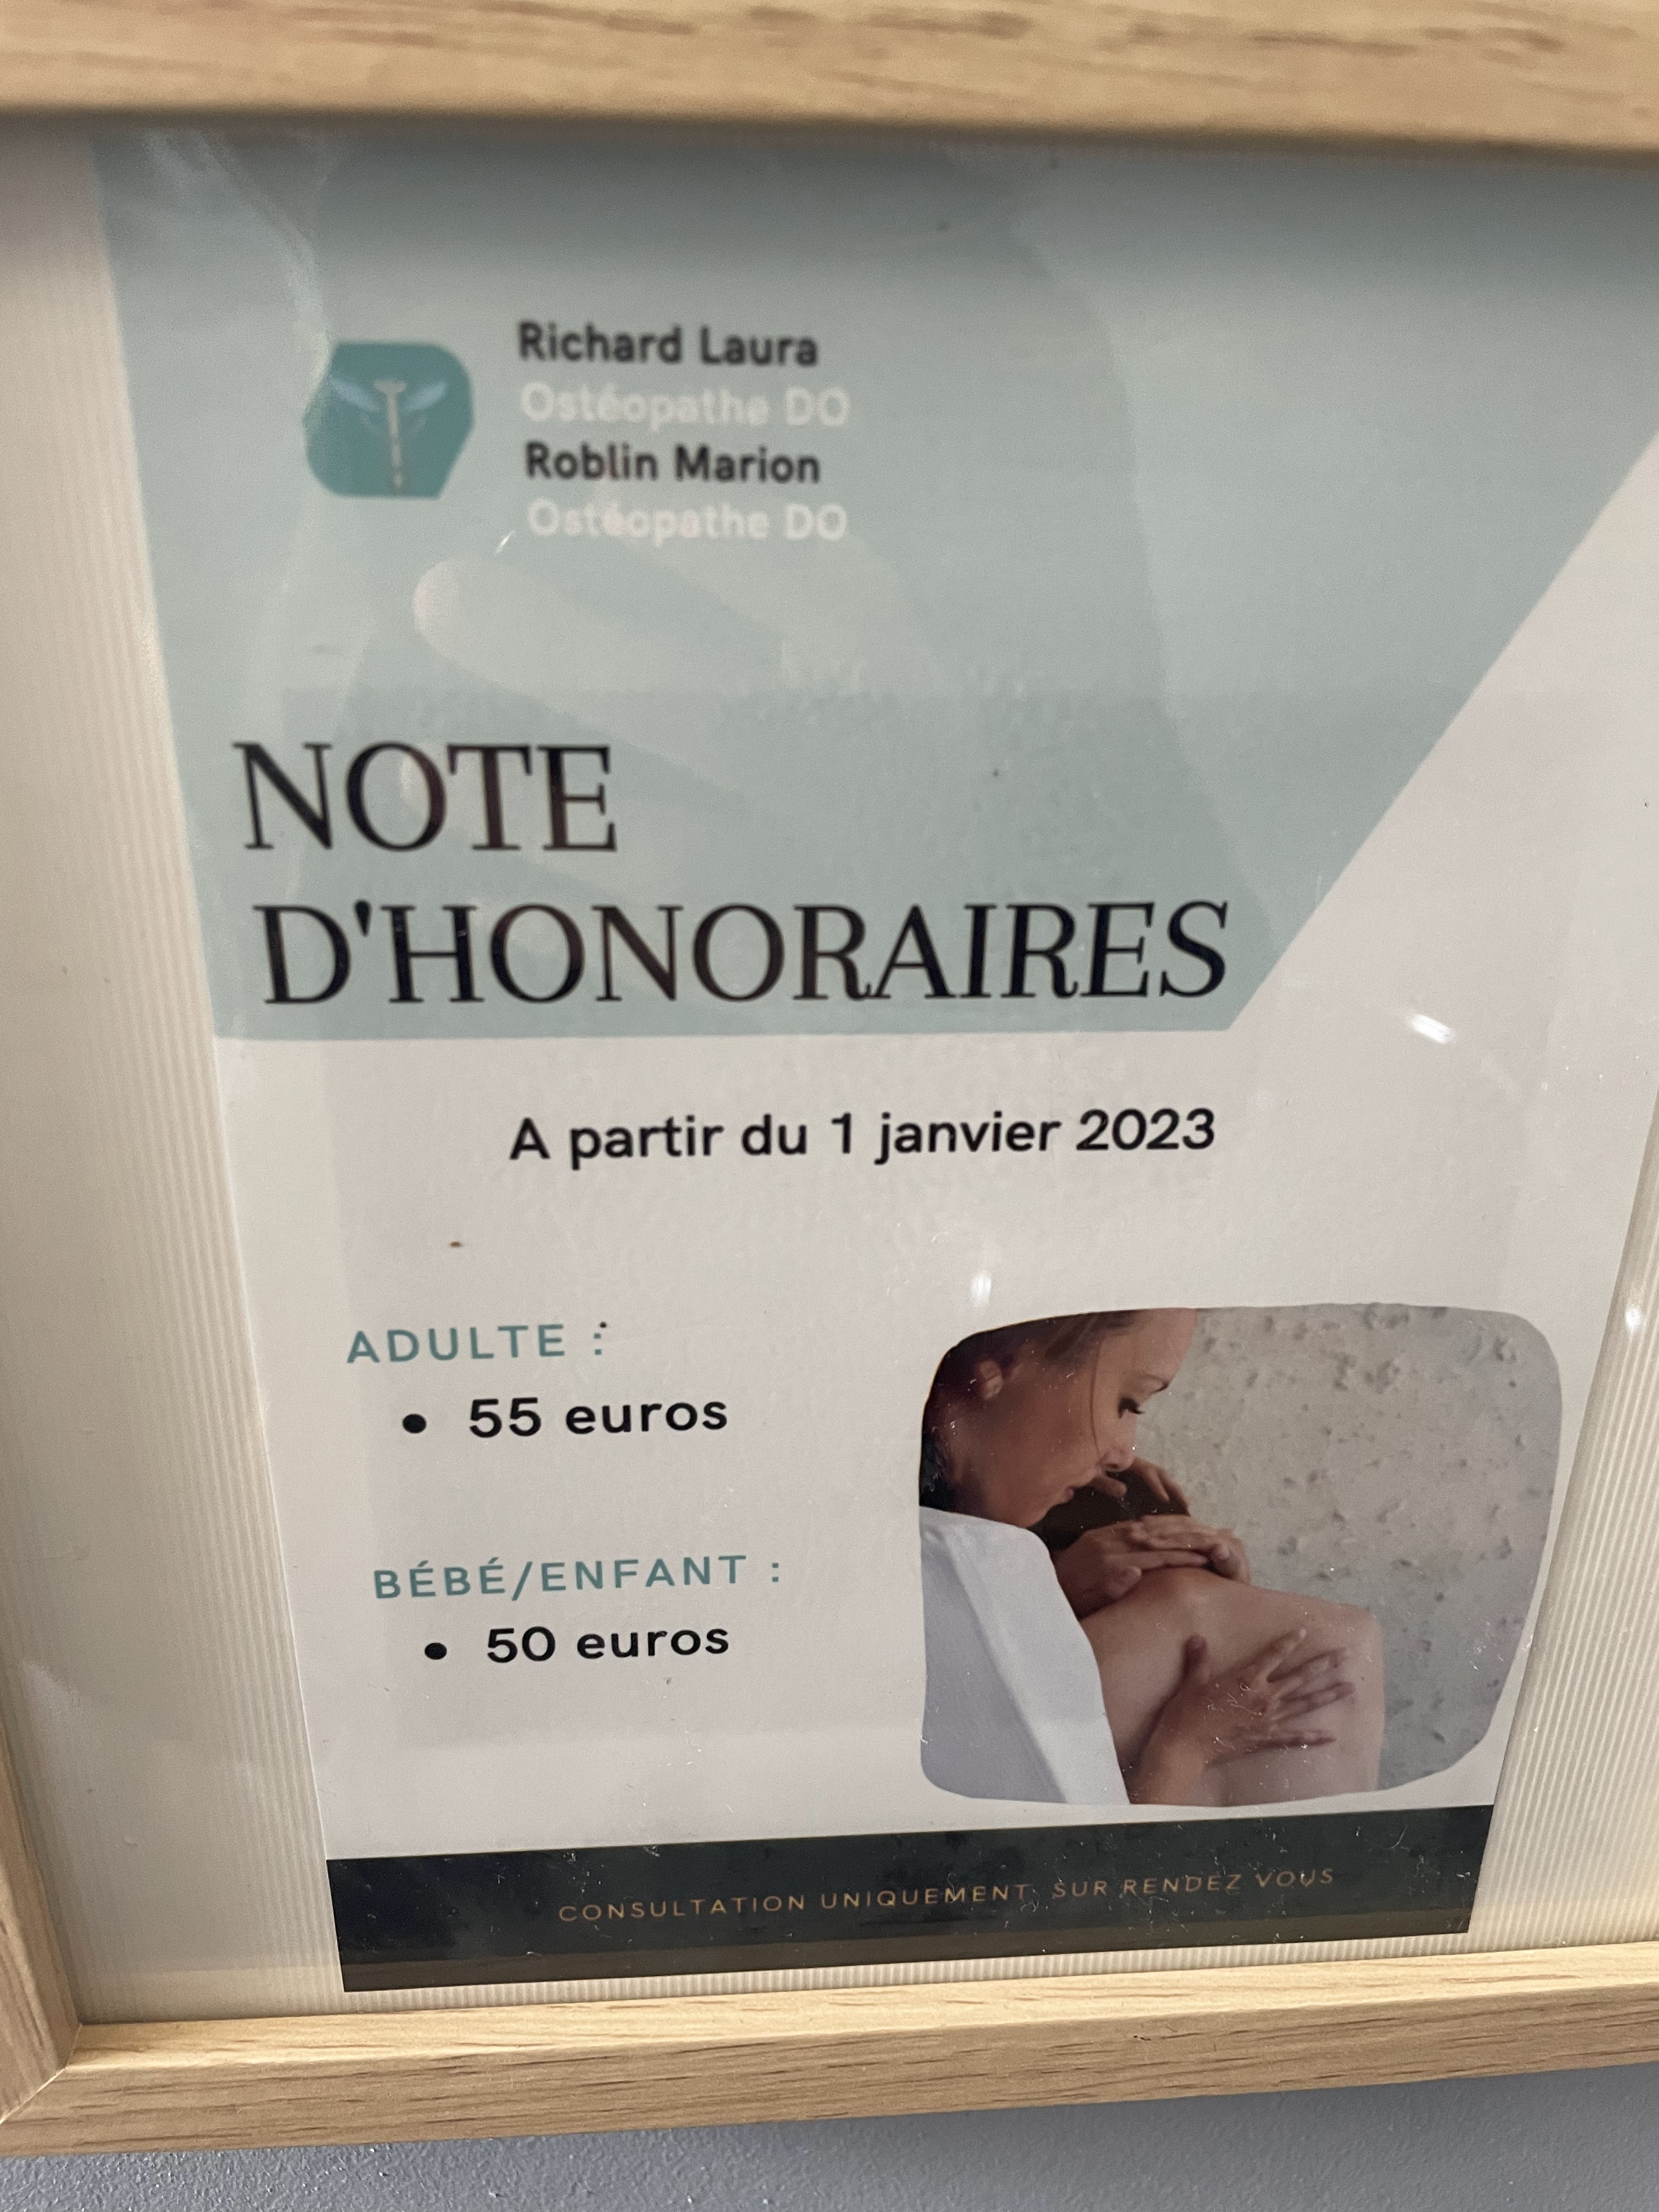 Richard Laura
Ostéopathe DO
Roblin Marion
Ostéopathe DO
NOTE
D'HONORAIRES
A partir du 1 janvier 2023
ADULTE :
• 55 euros
BÉBÉ/ENFANT :
• 50 euros
CONSULTATION UNIQUEMENT SUR RENDEZ VOUS